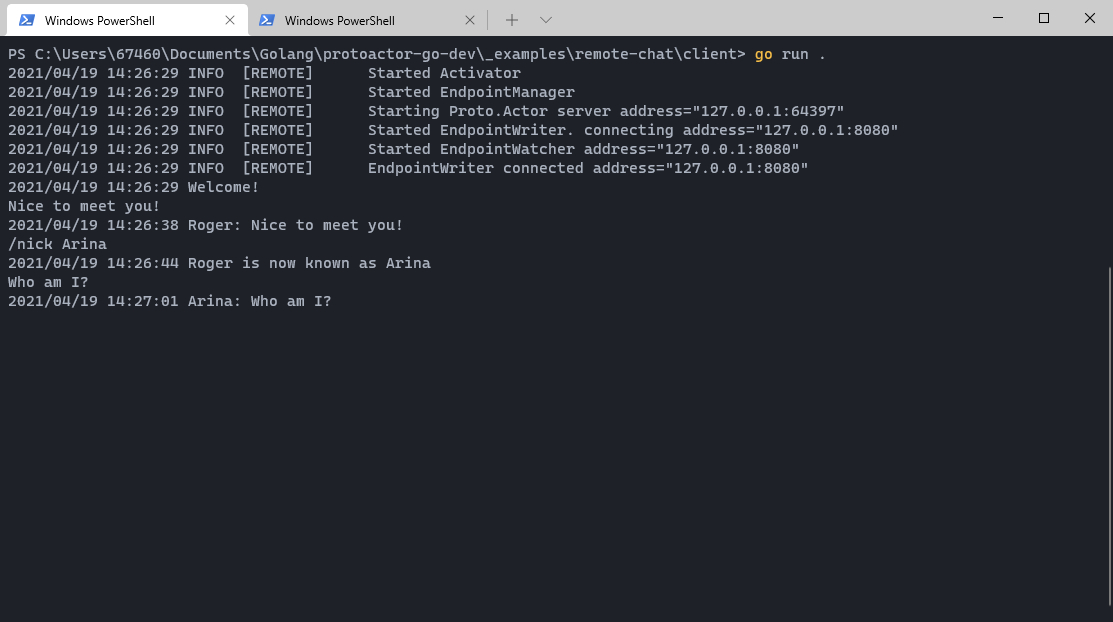 Windows PowerShell
Windows PowerShell
PS C:\Users\67460\Documents\Golang\protoactor-go-dev\_examples\remote-chat\client> go run .
2021/04/19 14:26:29 INFO  [REMOTE]      Started Activator
2021/04/19 14:26:29 INFO  [REMOTE]      Started EndpointManager
2021/04/19 14:26:29 INFO  [REMOTE]      Starting Proto.Actor server address="127.0.0.1:64397"
2021/04/19 14:26:29 INFO  [REMOTE]      Started EndpointWriter. connecting address="127.0.0.1:8080"
2021/04/19 14:26:29 INFO  [REMOTE]      Started EndpointWatcher address="127.0.0.1:8080"
2021/04/19 14:26:29 INFO  [REMOTE]      EndpointWriter connected address="127.0.0.1:8080"
2021/04/19 14:26:29 Welcome!
Nice to meet you!
2021/04/19 14:26:38 Roger: Nice to meet you!
/nick Arina
2021/04/19 14:26:44 Roger is now known as Arina
Who am I?
2021/04/19 14:27:01 Arina: Who am I?